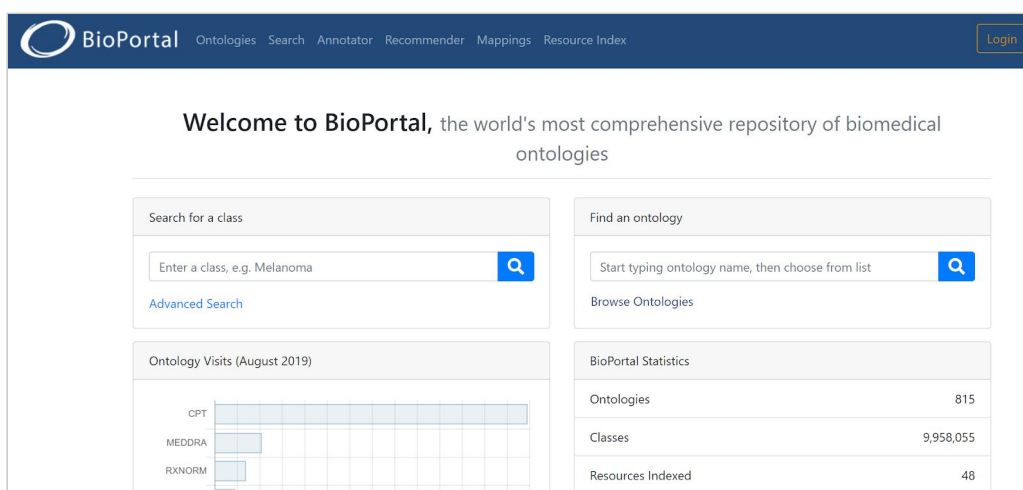 BioPortal Ontologies Search Annotator Recommender Mappings Resource Index Login
Welcome to BioPortal, the world's most comprehensive repository of biomedical
ontologies
Search for a class
Enter a class, e.g. Melanoma
Advanced Search
Find an ontology
Start typing ontology name, then choose from list
Browse Ontologies
Ontology Visits (August 2019)
CPT
MEDDRA
RXNORM
BioPortal Statistics
Ontologies 815
Classes 9,958,055
Resources Indexed 48